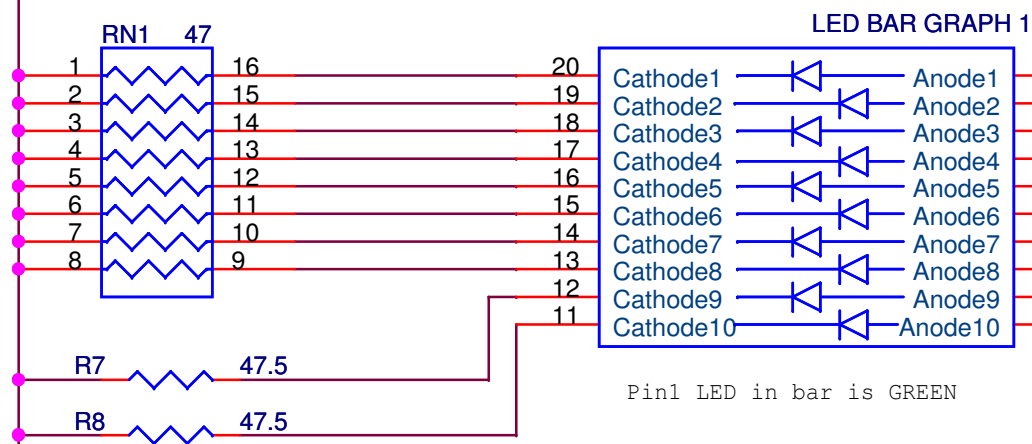 LED BAR GRAPH 1
RN1 47
1 16 20 Cathode1 Anode1
2 15 19 Cathode2 Anode2
3 14 18 Cathode3 Anode3
4 13 17 Cathode4 Anode4
5 12 16 Cathode5 Anode5
6 11 15 Cathode6 Anode6
7 10 14 Cathode7 Anode7
8 9 13 Cathode8 Anode8
12 Cathode9 Anode9
11 Cathode10 Anode10
R7 47.5
Pin1 LED in bar is GREEN
R8 47.5